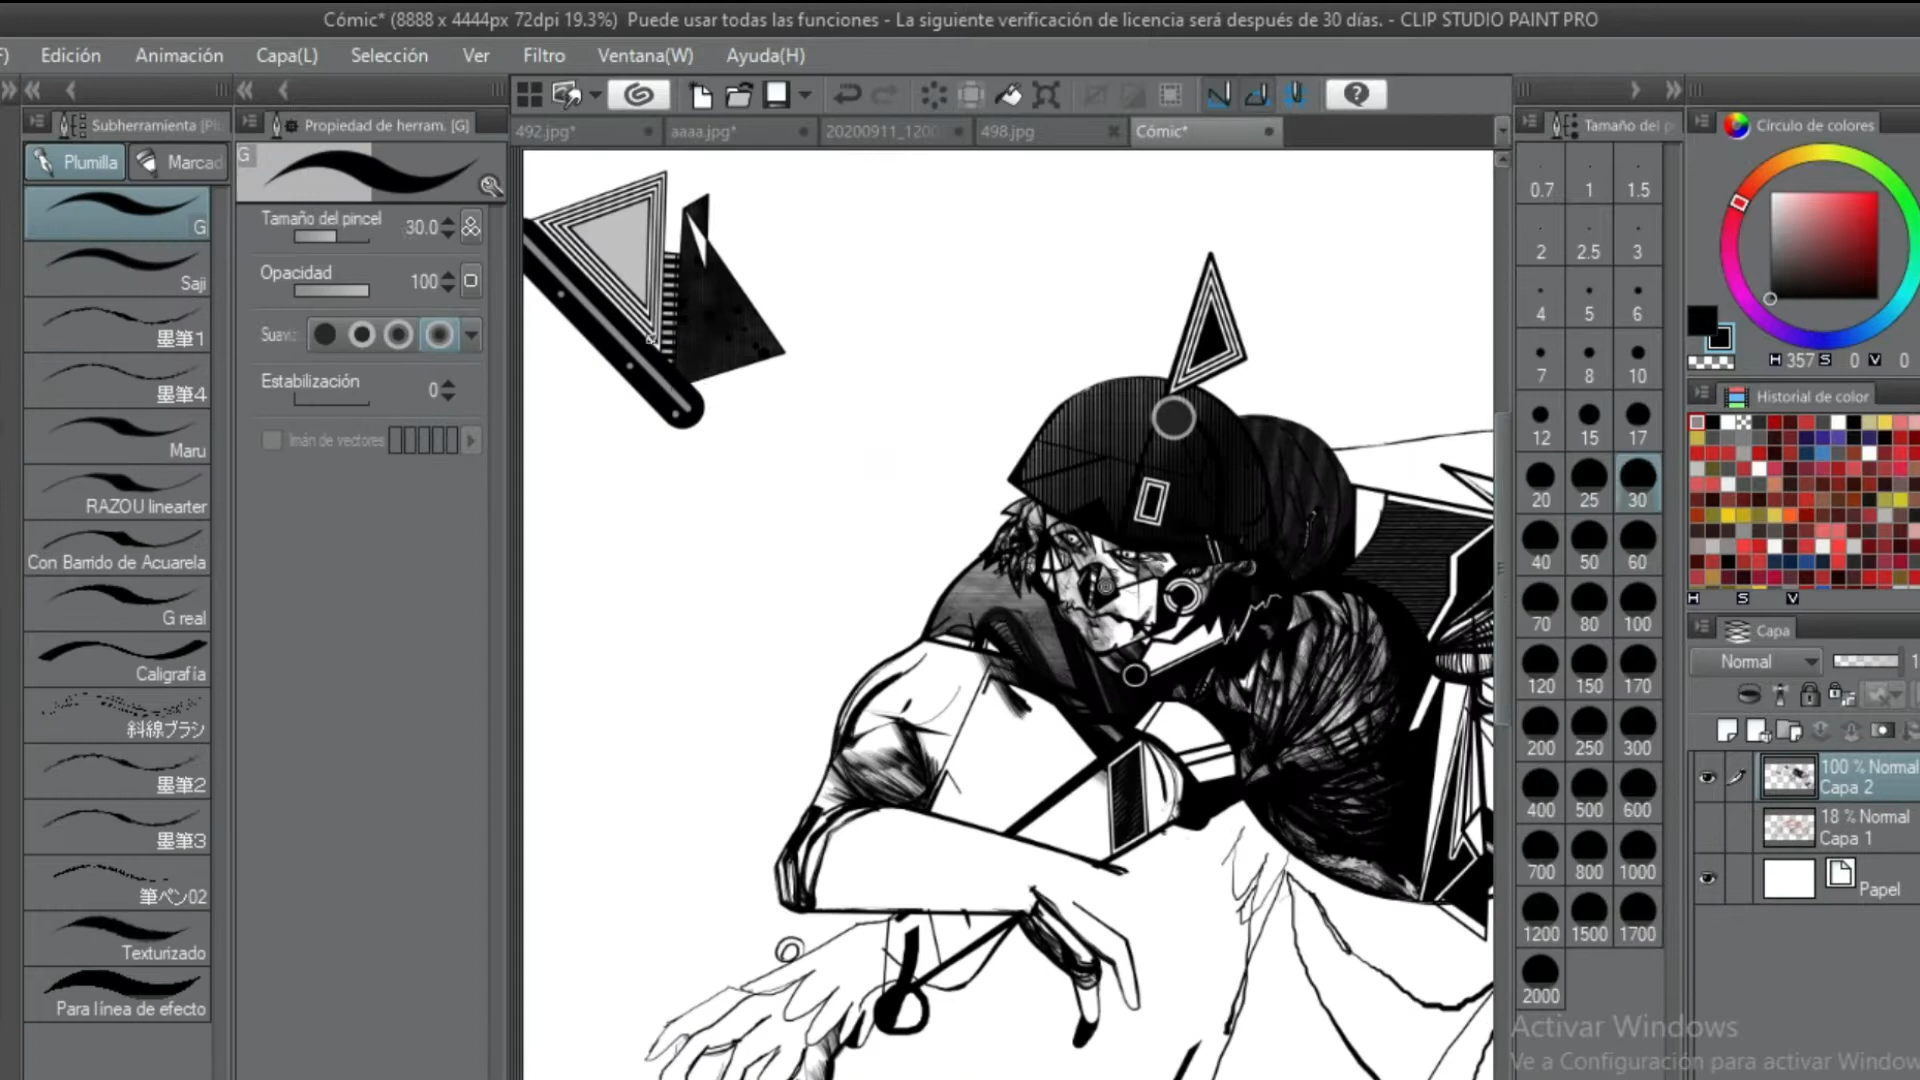 Cómic* (8888 x 4444px 72dpi 19.3%) Puede usar todas las funciones - La siguiente verificación de licencia será después de 30 días. - CLIP STUDIO PAINT PRO
Edición Animación Capa(L) Selección Ver Filtro Ventana(W) Ayuda(H)
Subherramienta
Propiedad de herram. [G]
492.jpg* aaaa.jpg* 20200911_1200 498.jpg Cómic*
Tamaño del p
Círculo de colores
Plumilla Marcad
G
G
Saji
墨筆1
墨筆4
Maru
RAZOU linearter
Con Barrido de Acuarela
G real
Caligrafía
斜線ブラシ
墨筆2
墨筆3
筆ペン02
Texturizado
Para línea de efecto
Tamaño del pincel 30.0
Opacidad 100
Suavi
Estabilización 0
Imán de vectores
0.7 1 1.5
2 2.5 3
4 5 6
7 8 10
12 15 17
20 25 30
40 50 60
70 80 100
120 150 170
200 250 300
400 500 600
700 800 1000
1200 1500 1700
2000
H 357 S 0 V 0
Historial de color
H S V
Capa
Normal 1
100 % Normal
Capa 2
18 % Normal
Capa 1
Papel
Activar Windows
Ve a Configuración para activar Window